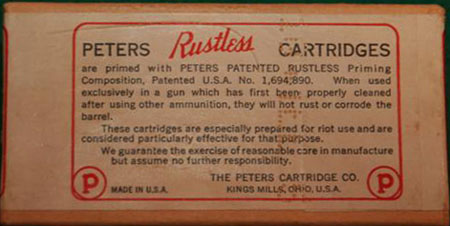 PETERS Rustless CARTRIDGES
are primed with PETERS PATENTED RUSTLESS Priming
Composition, Patented U.S.A. No. 1,694,890. When used
exclusively in a gun which has first been properly cleaned
after using other ammunition, they will hot rust or corrode the
barrel.
These cartridges are especially prepared for riot use and are
considered particularly effective for that purpose.
We guarantee the exercise of reasonable care in manufacture
but assume no further responsibility.
P MADE IN U.S.A. THE PETERS CARTRIDGE CO. P
KINGS MILLS, OHIO, U.S.A.